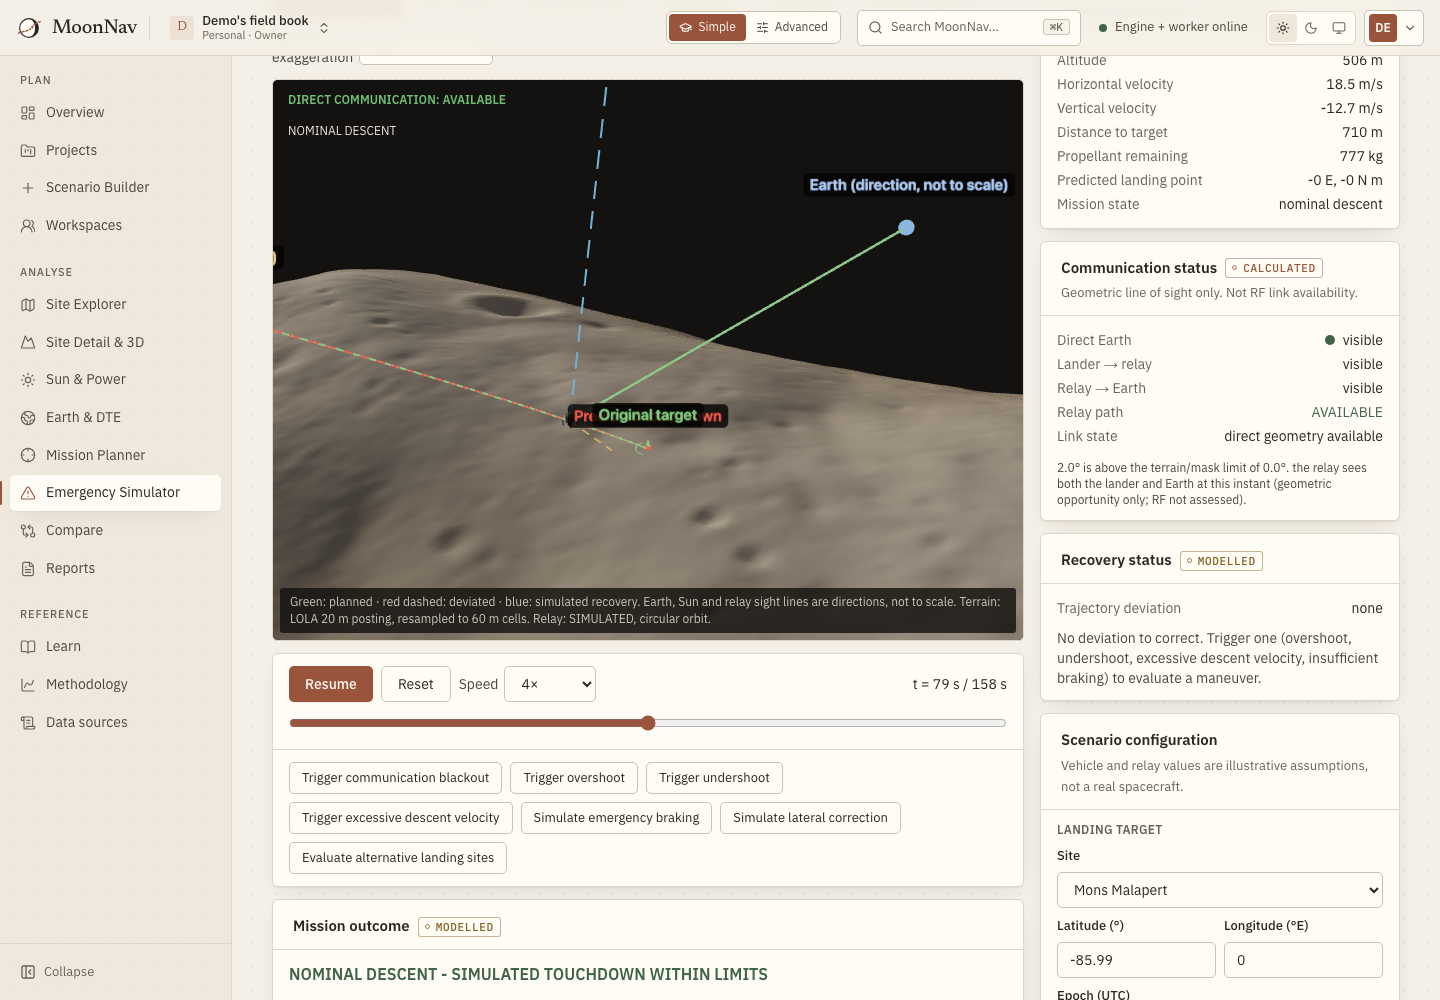 MoonNav
D
Demo's field book
Personal · Owner
Simple
Advanced
Search MoonNav...
⌘K
Engine + worker online
DE
PLAN
Overview
Projects
Scenario Builder
Workspaces
ANALYSE
Site Explorer
Site Detail & 3D
Sun & Power
Earth & DTE
Mission Planner
Emergency Simulator
Compare
Reports
REFERENCE
Learn
Methodology
Data sources
Collapse
exaggeration
DIRECT COMMUNICATION: AVAILABLE
NOMINAL DESCENT
Earth (direction, not to scale)
)
Pre
Original target
wn
Green: planned · red dashed: deviated · blue: simulated recovery. Earth, Sun and relay sight lines are directions, not to scale. Terrain:
LOLA 20 m posting, resampled to 60 m cells. Relay: SIMULATED, circular orbit.
Resume
Reset
Speed
4×
t = 79 s / 158 s
Trigger communication blackout
Trigger overshoot
Trigger undershoot
Trigger excessive descent velocity
Simulate emergency braking
Simulate lateral correction
Evaluate alternative landing sites
Mission outcome
MODELLED
NOMINAL DESCENT - SIMULATED TOUCHDOWN WITHIN LIMITS
Altitude 506 m
Horizontal velocity 18.5 m/s
Vertical velocity -12.7 m/s
Distance to target 710 m
Propellant remaining 777 kg
Predicted landing point -0 E, -0 N m
Mission state nominal descent
Communication status
CALCULATED
Geometric line of sight only. Not RF link availability.
Direct Earth visible
Lander → relay visible
Relay → Earth visible
Relay path AVAILABLE
Link state direct geometry available
2.0° is above the terrain/mask limit of 0.0°. the relay sees
both the lander and Earth at this instant (geometric
opportunity only; RF not assessed).
Recovery status
MODELLED
Trajectory deviation none
No deviation to correct. Trigger one (overshoot,
undershoot, excessive descent velocity, insufficient
braking) to evaluate a maneuver.
Scenario configuration
Vehicle and relay values are illustrative assumptions,
not a real spacecraft.
LANDING TARGET
Site
Mons Malapert
Latitude (°) Longitude (°E)
-85.99 0
Epoch (UTC)